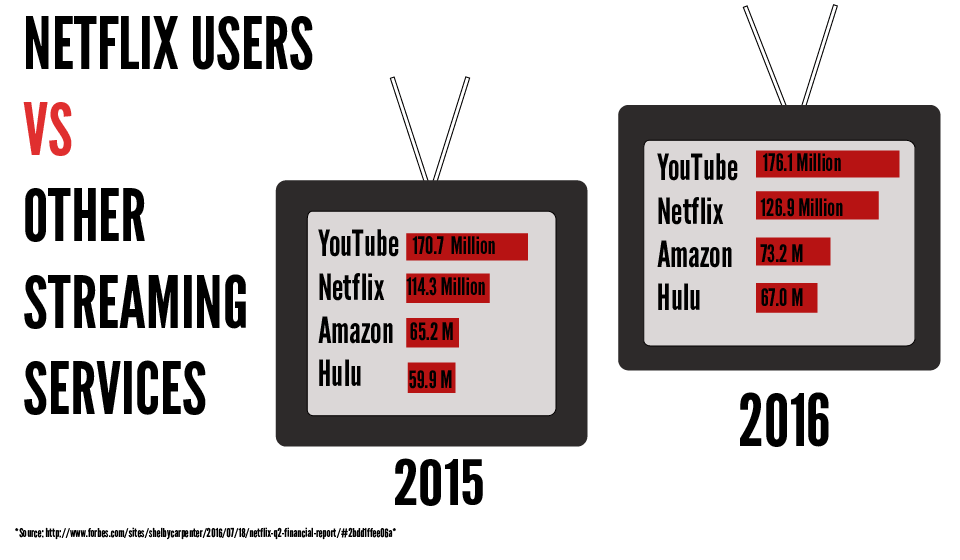 NETFLIX USERS
VS
OTHER
STREAMING
SERVICES
YouTube 170.7 Million
Netflix 114.3 Million
Amazon 65.2 M
Hulu 59.9 M
2015
YouTube 176.1 Million
Netflix 126.9 Million
Amazon 73.2 M
Hulu 67.0 M
2016
*Source: http://www.forbes.com/sites/shelbycarpenter/2016/07/18/netflix-q2-financial-report/#2bdd1ffee06a*